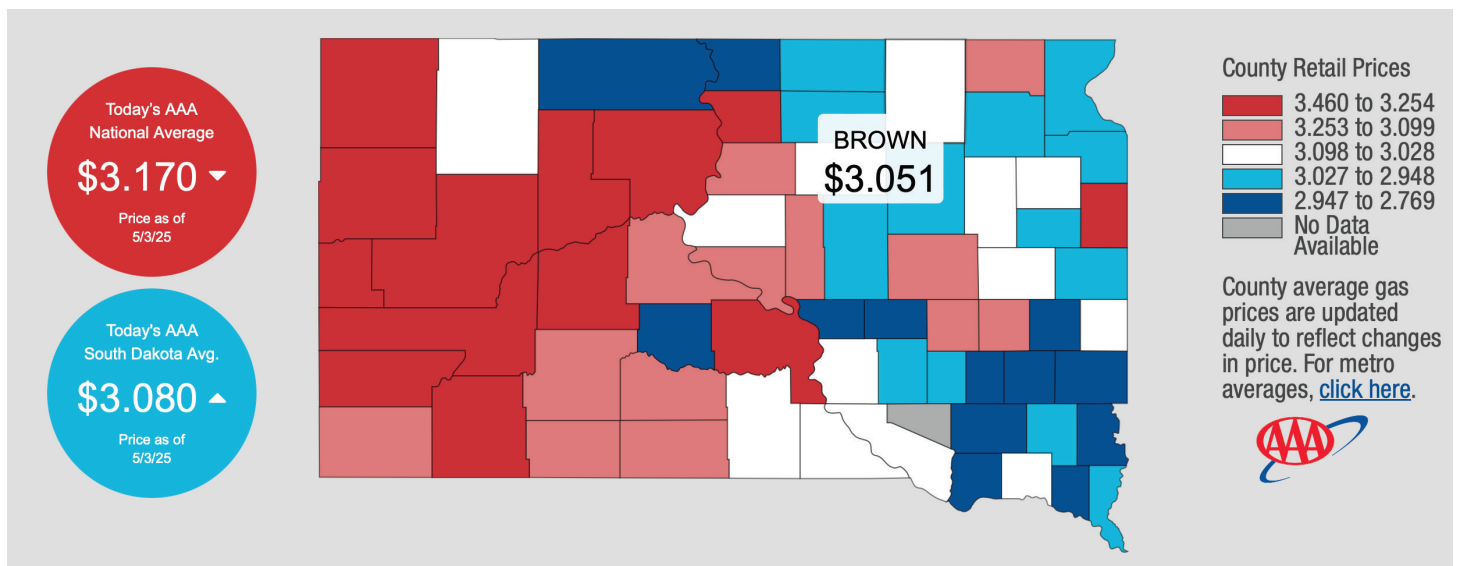 Today's AAA
National Average
$3.170
Price as of
5/3/25
Today's AAA
South Dakota Avg.
$3.080
Price as of
5/3/25
BROWN
$3.051
County Retail Prices
3.460 to 3.254
3.253 to 3.099
3.098 to 3.028
3.027 to 2.948
2.947 to 2.769
No Data
Available
County average gas
prices are updated
daily to reflect changes
in price. For metro
averages, click here.
AAA